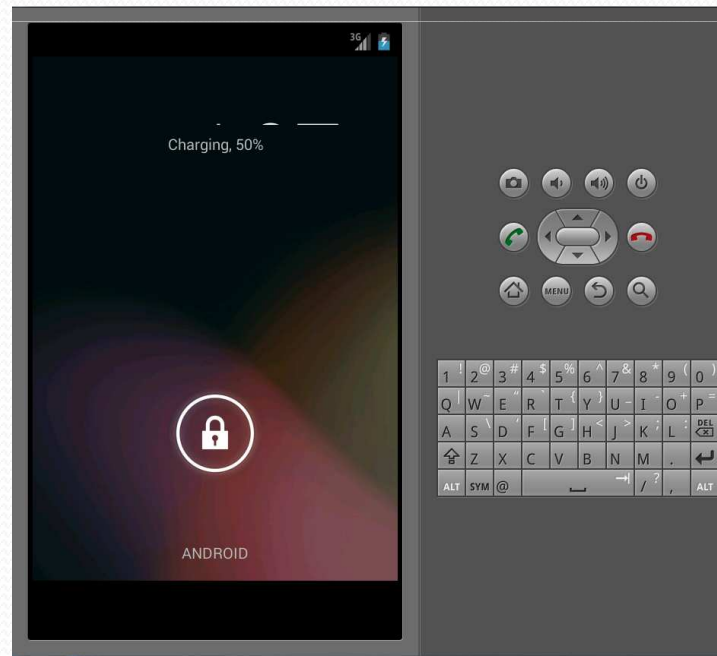 3G
Charging, 50%
ANDROID
MENU
1 ! 2 @ 3 # 4 $ 5 % 6 ^ 7 & 8 * 9 ( 0 )
Q | W ~ E " R ` T { Y } U _ I - O + P =
A S \ D ' F [ G ] H < J > K ; L : DEL
Z X C V B N M .
ALT SYM @ / ? , ALT